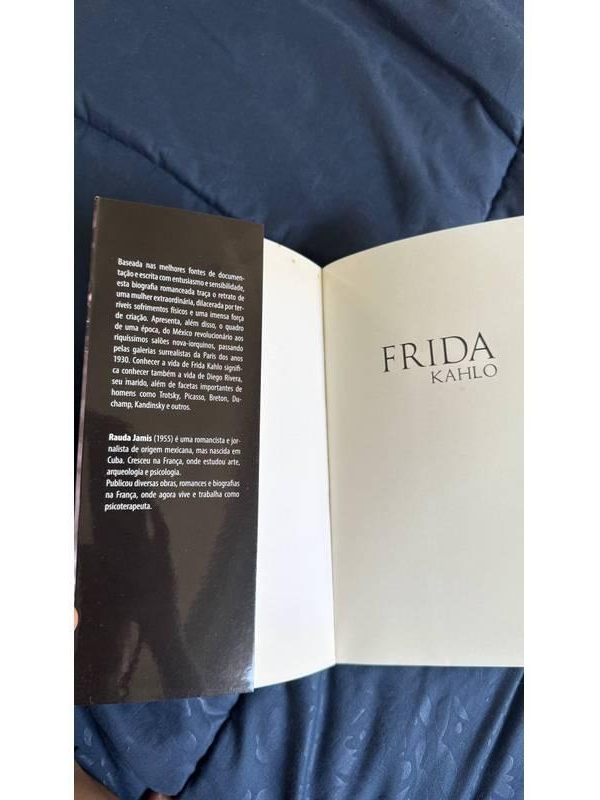 Baseada nas melhores fontes de documen-
tação e escrita com entusiasmo e sensibilidade,
esta biografia romanceada traça o retrato de
uma mulher extraordinária, dilacerada por ter-
ríveis sofrimentos físicos e uma imensa força
de criação. Apresenta, além disso, o quadro
de uma época, do México revolucionário aos
riquíssimos salões nova-iorquinos, passando
pelas galerias surrealistas da Paris dos anos
1930. Conhecer a vida de Frida Kahlo signifi-
ca conhecer também a vida de Diego Rivera,
seu marido, além de facetas importantes de
homens como Trotsky, Picasso, Breton, Du-
champ, Kandinsky e outros.
Rauda Jamis (1955) é uma romancista e jor-
nalista de origem mexicana, mas nascida em
Cuba. Cresceu na França, onde estudou arte,
arqueologia e psicologia.
Publicou diversas obras, romances e biografias
na França, onde agora vive e trabalha como
psicoterapeuta.
FRIDA
KAHLO